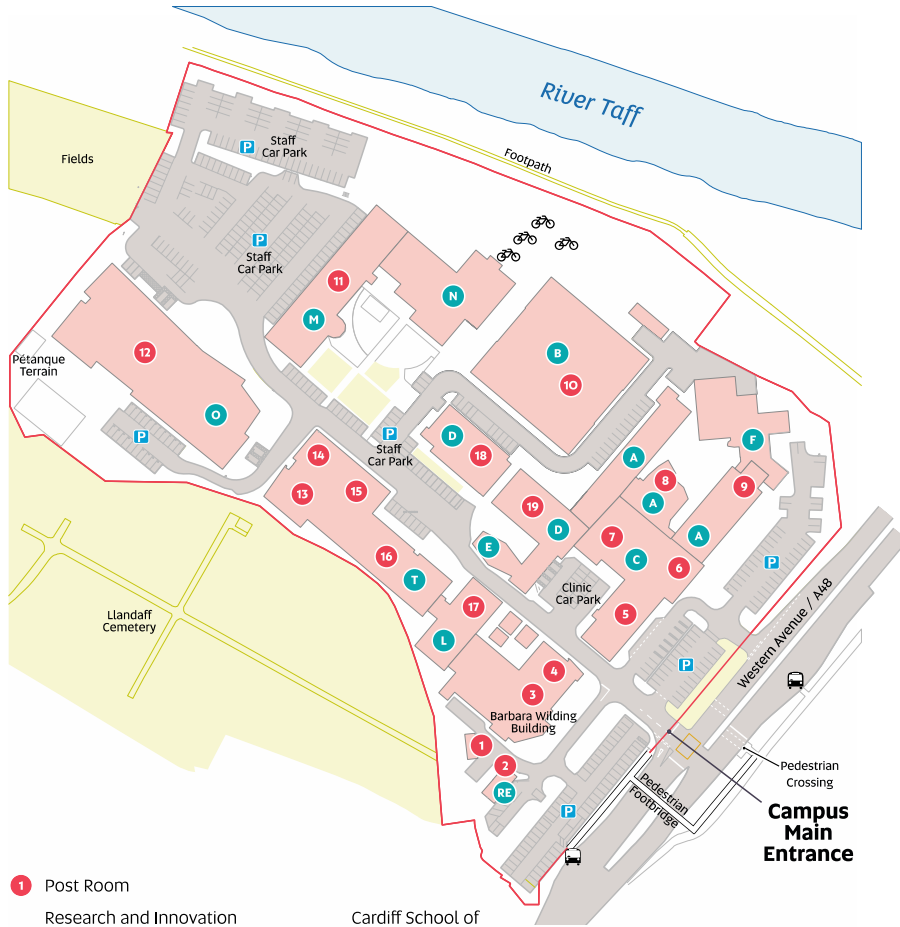 River Taff
Fields
P
Staff
Car Park
Footpath
P
Staff
Car Park
11
M
N
12
Pétanque
Terrain
O
P
B
10
P
Staff
Car Park
D
18
A
F
14
13
15
8
A
9
19
D
7
C
6
A
E
16
T
Clinic
Car Park
5
P
Llandaff
Cemetery
17
L
4
3
Barbara Wilding
Building
P
Western Avenue / A48
1
2
RE
P
Pedestrian
Footbridge
Pedestrian
Crossing
Campus
Main
Entrance
1 Post Room
Research and Innovation
Cardiff School of